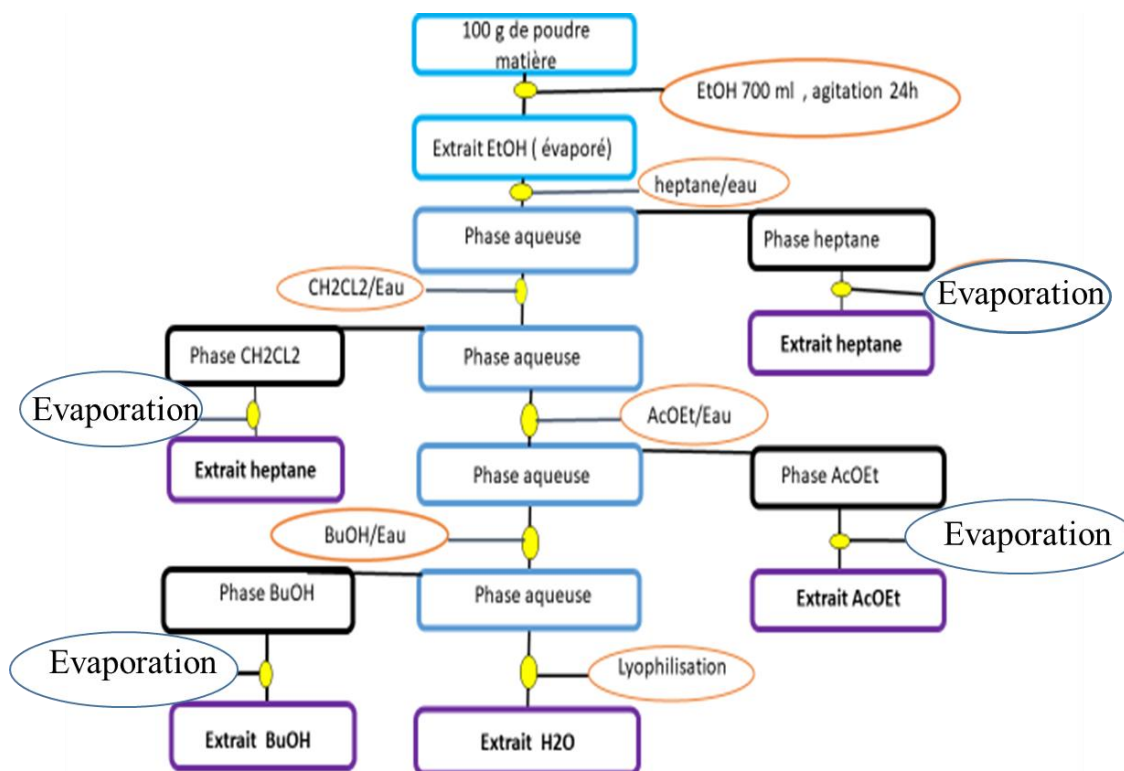 100 g de poudre
matière
EtOH 700 ml , agitation 24h
Extrait EtOH ( évaporé)
heptane/eau
Phase aqueuse
Phase heptane
CH2CL2/Eau
Evaporation
Extrait heptane
Phase CH2CL2
Phase aqueuse
Evaporation
AcOEt/Eau
Extrait heptane
Phase aqueuse
Phase AcOEt
BuOH/Eau
Evaporation
Phase BuOH
Phase aqueuse
Extrait AcOEt
Evaporation
Lyophilisation
Extrait BuOH
Extrait H2O